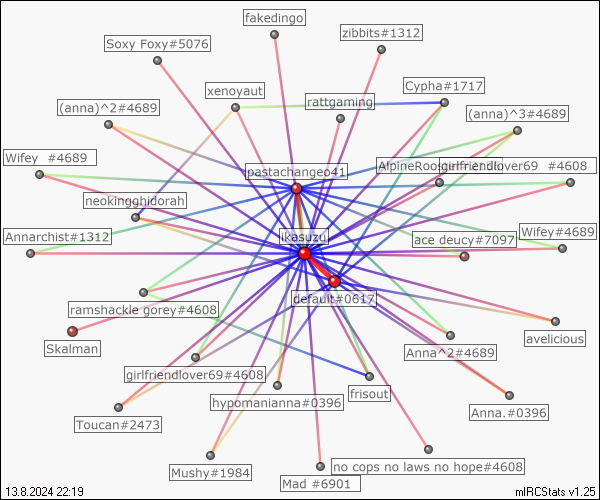 fakedingo
zibbits#1312
Soxy Foxy#5076
xenoyaut
Cypha#1717
rattgaming
(anna)^2#4689
(anna)^3#4689
Wifey #4689
pastachangeo41
girlfriendlover69 #4608
neokingghidorah
Annarchist#1312
ikasuzu
ace deucy#7097
Wifey#4689
default#0617
ramshackle gorey#4608
Skalman
Anna^2#4689
avelicious
girlfriendlover69#4608
hypomanianna#0396
frisout
Anna.#0396
Toucan#2473
Mushy#1984
no cops no laws no hope#4608
Mad #6901
13.8.2024 22:19
mIRCStats v1.25